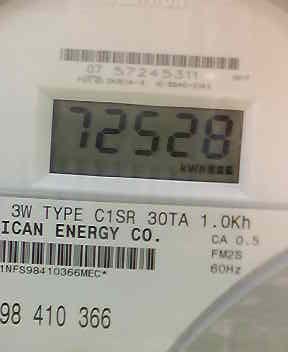 07 57245311
72528
kWH
3W TYPE C1SR 30TA 1.0Kh
ICAN ENERGY CO.
CA 0.5
FM2S
1NFS98410366MEC*
60Hz
98 410 366